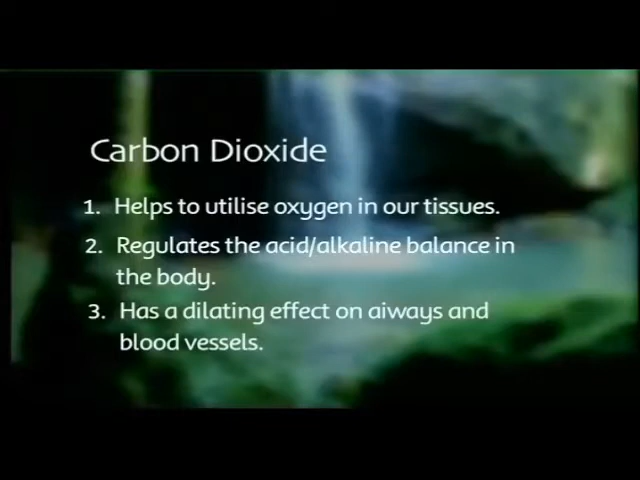 Carbon Dioxide
1. Helps to utilise oxygen in our tissues.
2. Regulates the acid/alkaline balance in
the body.
3. Has a dilating effect on aiways and
blood vessels.